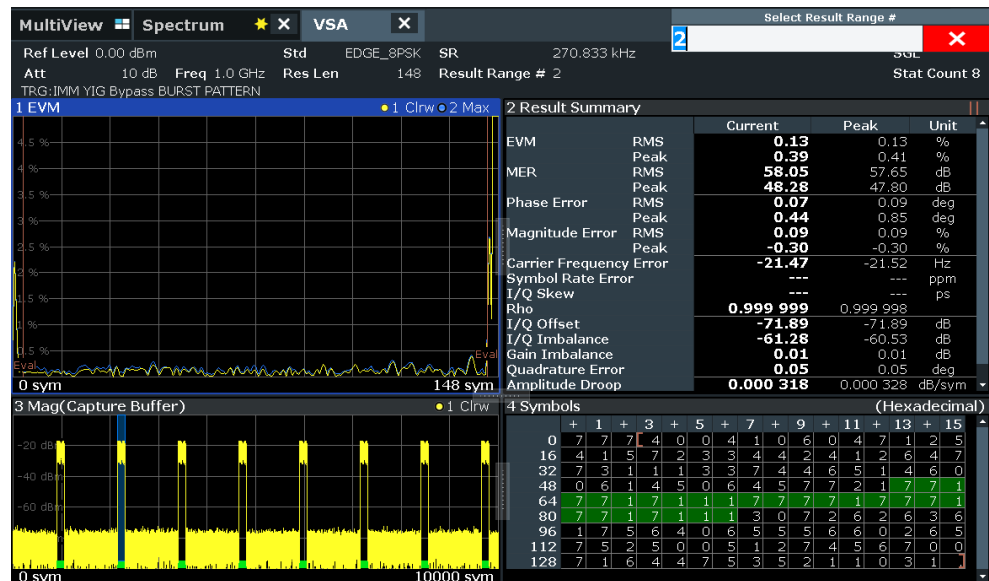 MultiView Spectrum VSA
Select Result Range #
2
Ref Level 0.00 dBm Std EDGE_8PSK SR 270.833 kHz SGL
Att 10 dB Freq 1.0 GHz Res Len 148 Result Range # 2 Stat Count 8
TRG:IMM YIG Bypass BURST PATTERN
1 EVM 1 Clrw 2 Max
4.5 %
4 %
3.5 %
3 %
2.5 %
2 %
1.5 %
1 %
0.5 %
Eval Eval
0 sym 148 sym
2 Result Summary
Current Peak Unit
EVM RMS 0.13 0.13 %
Peak 0.39 0.41 %
MER RMS 58.05 57.65 dB
Peak 48.28 47.80 dB
Phase Error RMS 0.07 0.09 deg
Peak 0.44 0.85 deg
Magnitude Error RMS 0.09 0.09 %
Peak -0.30 -0.30 %
Carrier Frequency Error -21.47 -21.52 Hz
Symbol Rate Error --- --- ppm
I/Q Skew --- --- ps
Rho 0.999 999 0.999 998
I/Q Offset -71.89 -71.89 dB
I/Q Imbalance -61.28 -60.53 dB
Gain Imbalance 0.01 0.01 dB
Quadrature Error 0.05 0.05 deg
Amplitude Droop 0.000 318 0.000 328 dB/sym
3 Mag(Capture Buffer) 1 Clrw
-20 dBm
-40 dBm
-60 dBm
0 sym 10000 sym
4 Symbols (Hexadecimal)
+ 1 + 3 + 5 + 7 + 9 + 11 + 13 + 15
0 7 7 7 4 0 0 4 1 0 6 0 4 7 1 2 5
16 4 1 5 7 2 3 3 4 4 2 4 1 2 6 4 7
32 7 3 1 1 1 3 3 7 4 4 6 5 1 4 6 0
48 0 6 1 4 5 0 6 4 5 7 7 2 1 7 7 1
64 7 7 1 7 1 1 1 7 7 7 7 1 7 7 7 1
80 7 7 1 7 1 1 1 3 0 7 2 6 2 6 3 6
96 1 7 5 6 4 0 6 5 5 5 6 6 0 2 6 5
112 7 5 2 5 0 0 5 1 2 7 4 5 6 7 0 0
128 7 1 6 4 4 7 5 3 5 2 1 1 0 3 1